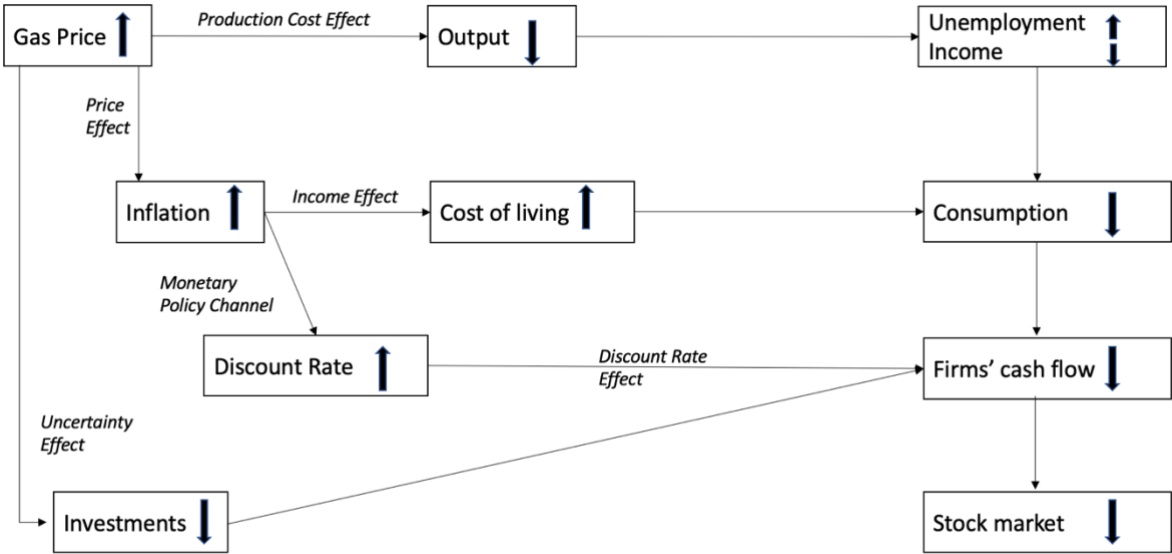 Production Cost Effect
Gas Price
Output
Unemployment
Income
Price
Effect
Inflation
Income Effect
Cost of living
Consumption
Monetary
Policy Channel
Discount Rate
Discount Rate
Effect
Firms’ cash flow
Uncertainty
Effect
Investments
Stock market